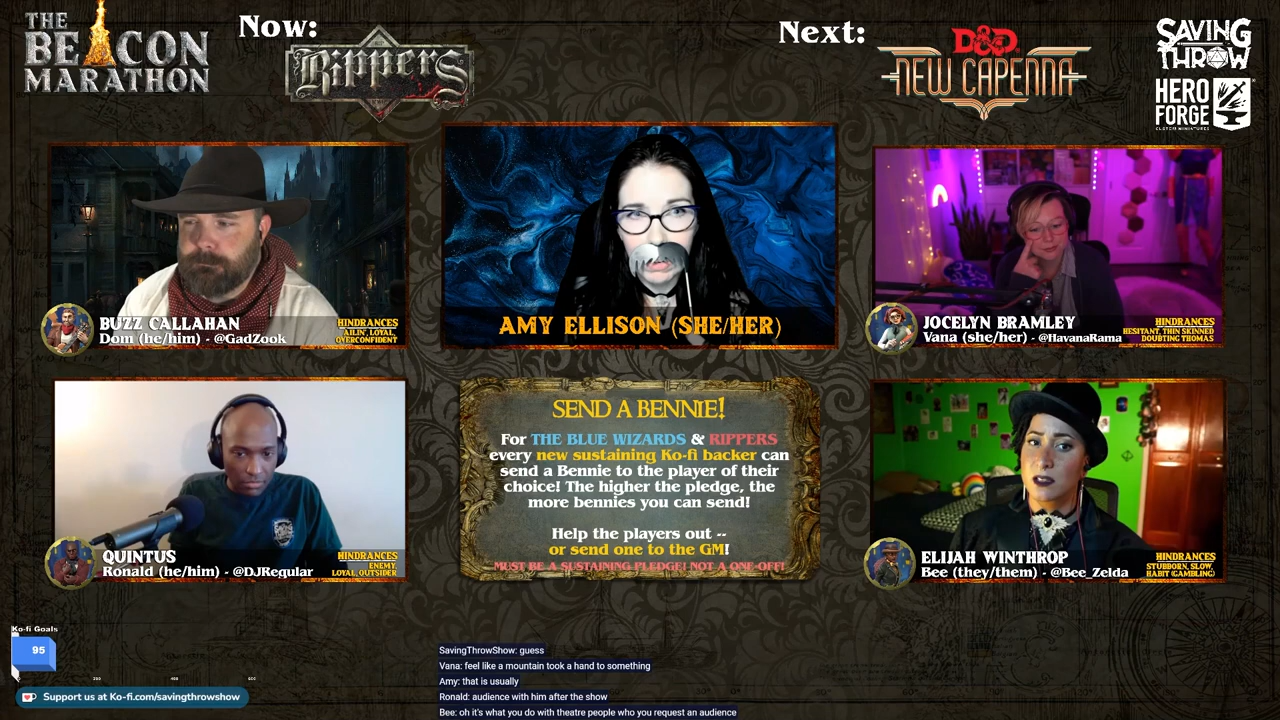 THE
BEACON
MARATHON
Now:
Rippers
Next:
D&D
NEW CAPENNA
SAVING
THROW
HERO
FORGE
CUSTOM MINIATURES
BUZZ CALLAHAN
Dom (he/him) - @GadZook
HINDRANCES
AILIN', LOYAL,
OVERCONFIDENT
AMY ELLISON (SHE/HER)
JOCELYN BRAMLEY
Vana (she/her) - @HavanaRama
HINDRANCES
HESITANT, THIN SKINNED
DOUBTING THOMAS
QUINTUS
Ronald (he/him) - @DJRegular
HINDRANCES
ENEMY,
LOYAL, OUTSIDER
SEND A BENNIE!
For THE BLUE WIZARDS & RIPPERS
every new sustaining Ko-fi backer can
send a Bennie to the player of their
choice! The higher the pledge, the
more bennies you can send!
Help the players out --
or send one to the GM!
MUST BE A SUSTAINING PLEDGE! NOT A ONE-OFF!
ELIJAH WINTHROP
Bee (they/them) - @Bee_Zelda
HINDRANCES
STUBBORN, SLOW,
HABIT (GAMBLING)
Ko-fi Goals
95
200
400
500
Support us at Ko-fi.com/savingthrowshow
SavingThrowShow: guess
Vana: feel like a mountain took a hand to something
Amy: that is usually
Ronald: audience with him after the show
Bee: oh it's what you do with theatre people who you request an audience